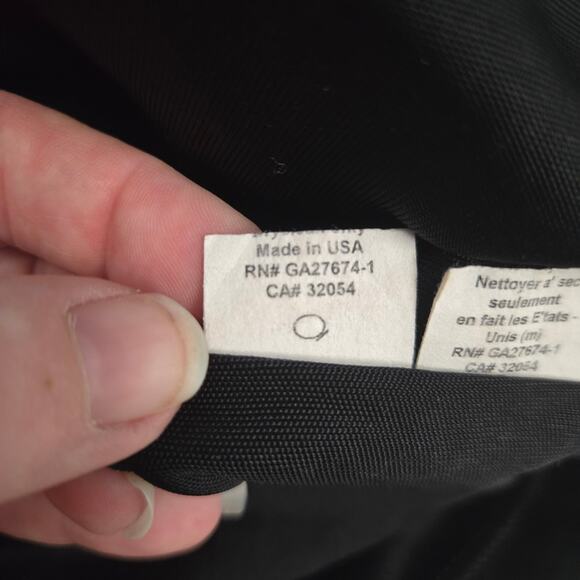 Made in USA
RN# GA27674-1
CA# 32054
Nettoyer a' sec
seulement
en fait les E'tats -
Unis (m)
RN# GA27674-1
CA# 32054